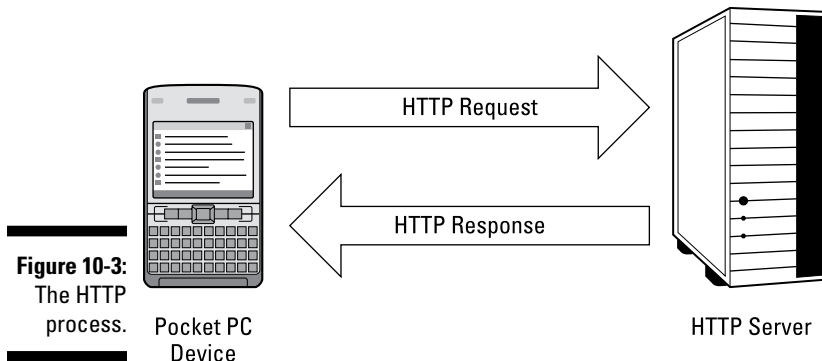 HTTP Request
HTTP Response
Figure 10-3:
The HTTP
process.
Pocket PC
Device
HTTP Server